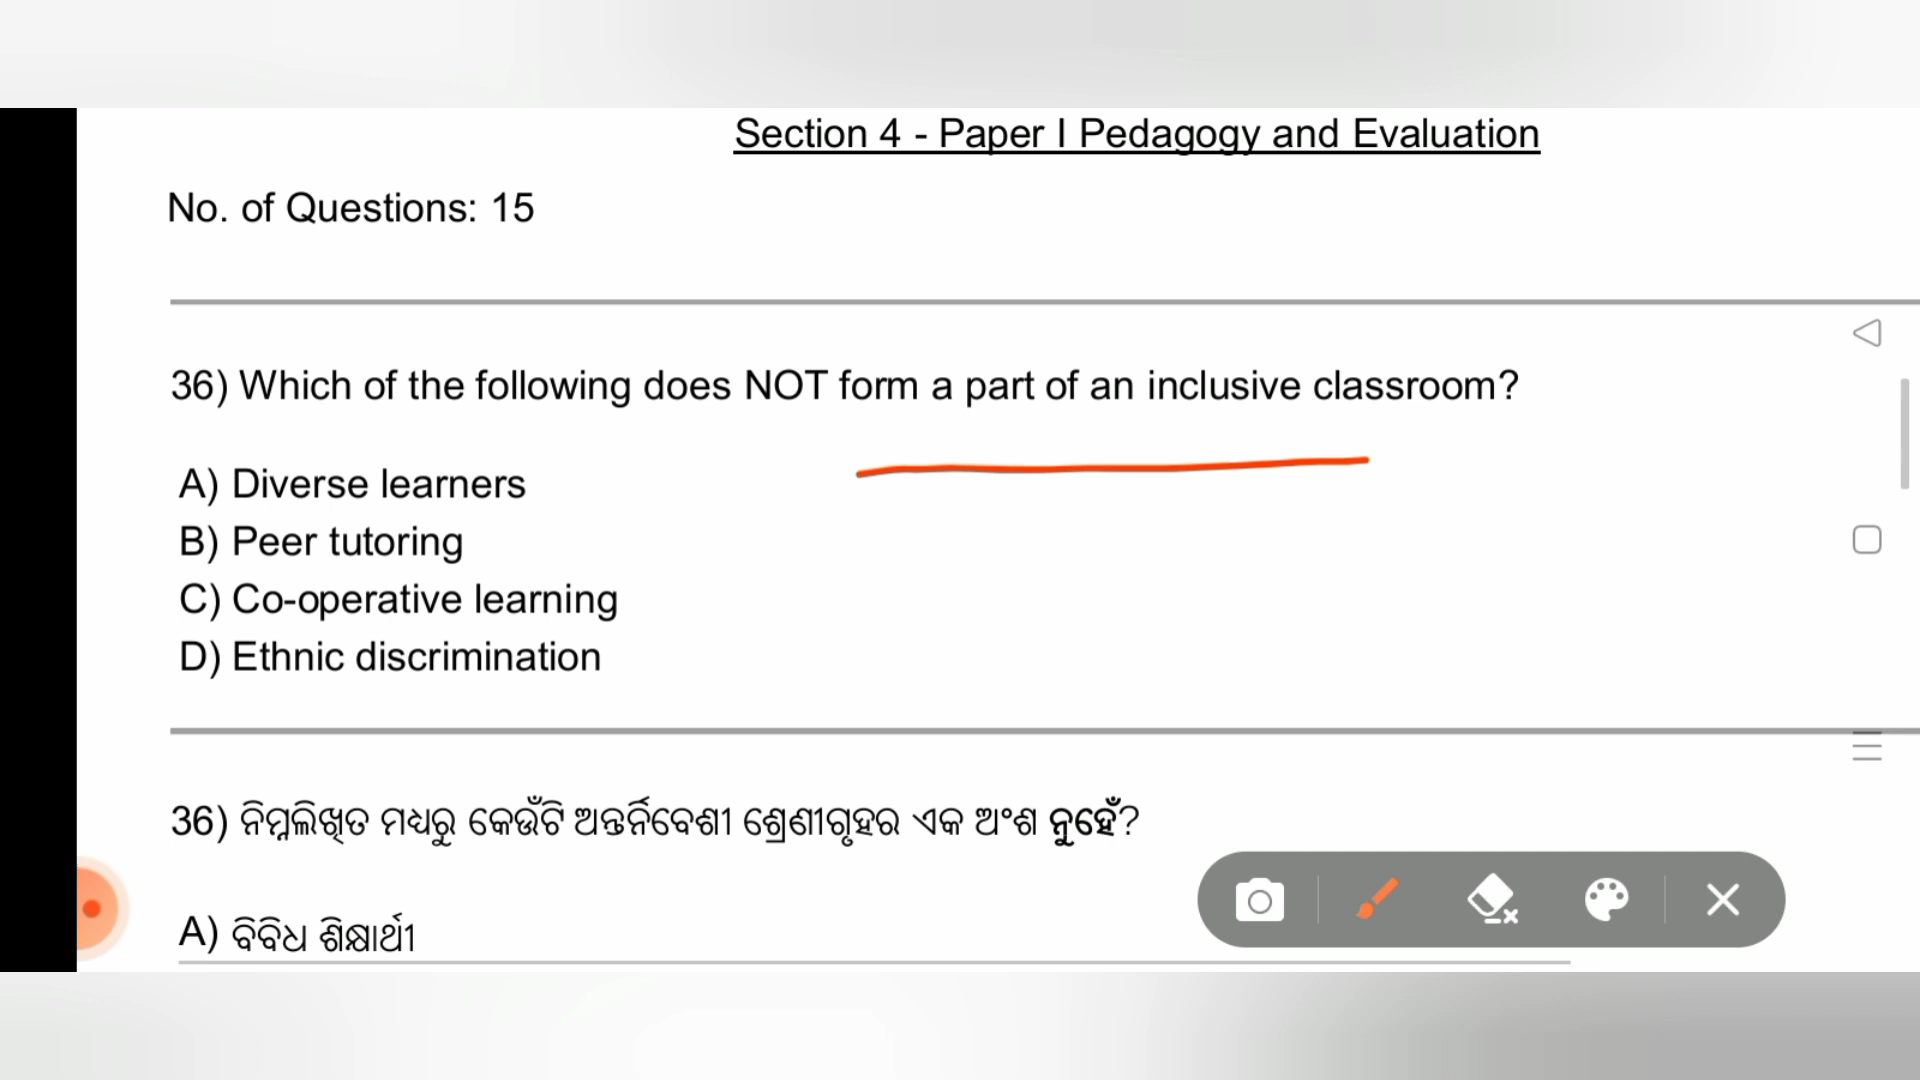 Section 4 - Paper I Pedagogy and Evaluation
No. of Questions: 15
36) Which of the following does NOT form a part of an inclusive classroom?
A) Diverse learners
B) Peer tutoring
C) Co-operative learning
D) Ethnic discrimination
36) ନିମ୍ନଲିଖିତ ମଧ୍ଯରୁ କେଉଁଟି ଅନ୍ତର୍ନିବେଶୀ ଶ୍ରେଣୀଗୃହର ଏକ ଅଂଶ ନୁହେଁ?
A) ବିବିଧ ଶିକ୍ଷାର୍ଥୀ